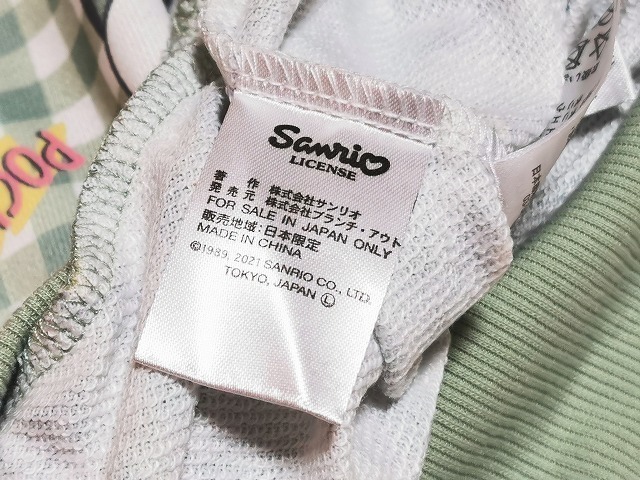 Sanrio
LICENSE
著 作 株式会社サンリオ
発 売 元 株式会社ブランチ・アウト
FOR SALE IN JAPAN ONLY
販売地域:日本限定
MADE IN CHINA
©1989, 2021 SANRIO CO., LTD.
TOKYO, JAPAN Ⓛ
POC